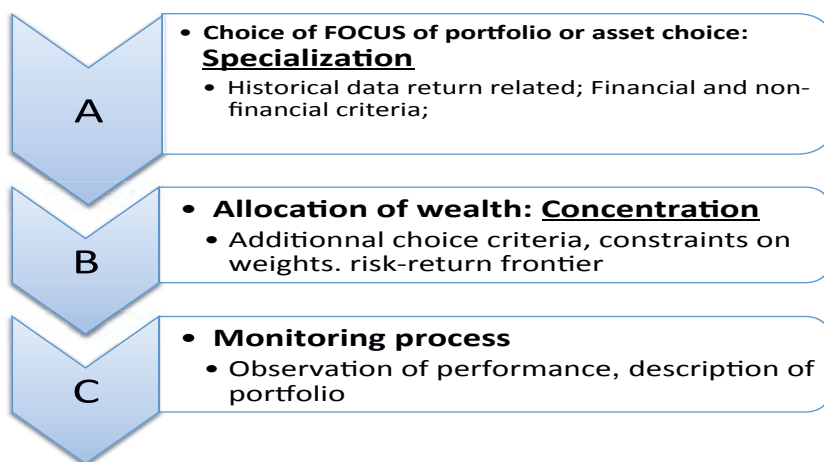 A
• Choice of FOCUS of portfolio or asset choice:
Specialization
• Historical data return related; Financial and non-
financial criteria;
B
• Allocation of wealth: Concentration
• Additionnal choice criteria, constraints on
weights. risk-return frontier
C
• Monitoring process
• Observation of performance, description of
portfolio